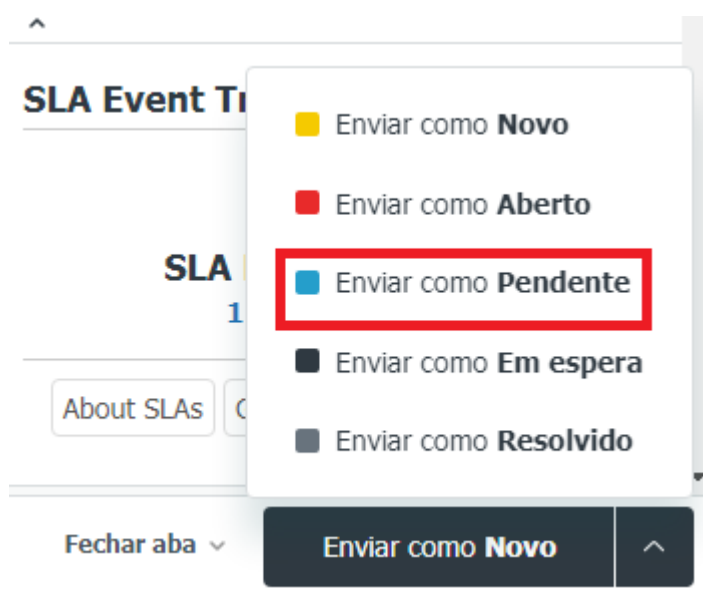 SLA Event
Enviar como Novo
Enviar como Aberto
SLA
Enviar como Pendente
1
Enviar como Em espera
About SLAs
Enviar como Resolvido
Fechar aba
Enviar como Novo